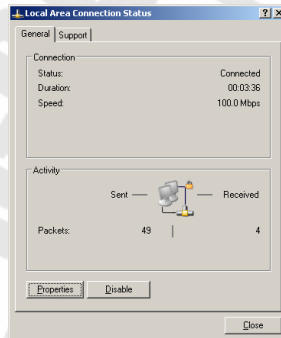 Local Area Connection Status
General Support
Connection
Status: Connected
Duration: 00:03:36
Speed: 100.0 Mbps
Activity
Sent Received
Packets: 49 4
Properties Disable
Close